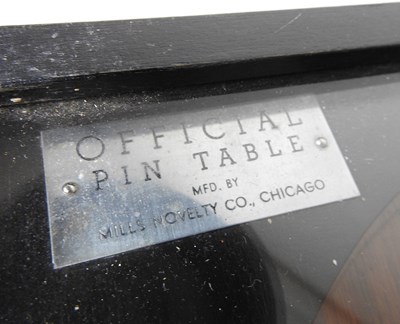 OFFICIAL
PIN TABLE
MFD. BY
MILLS NOVELTY CO., CHICAGO